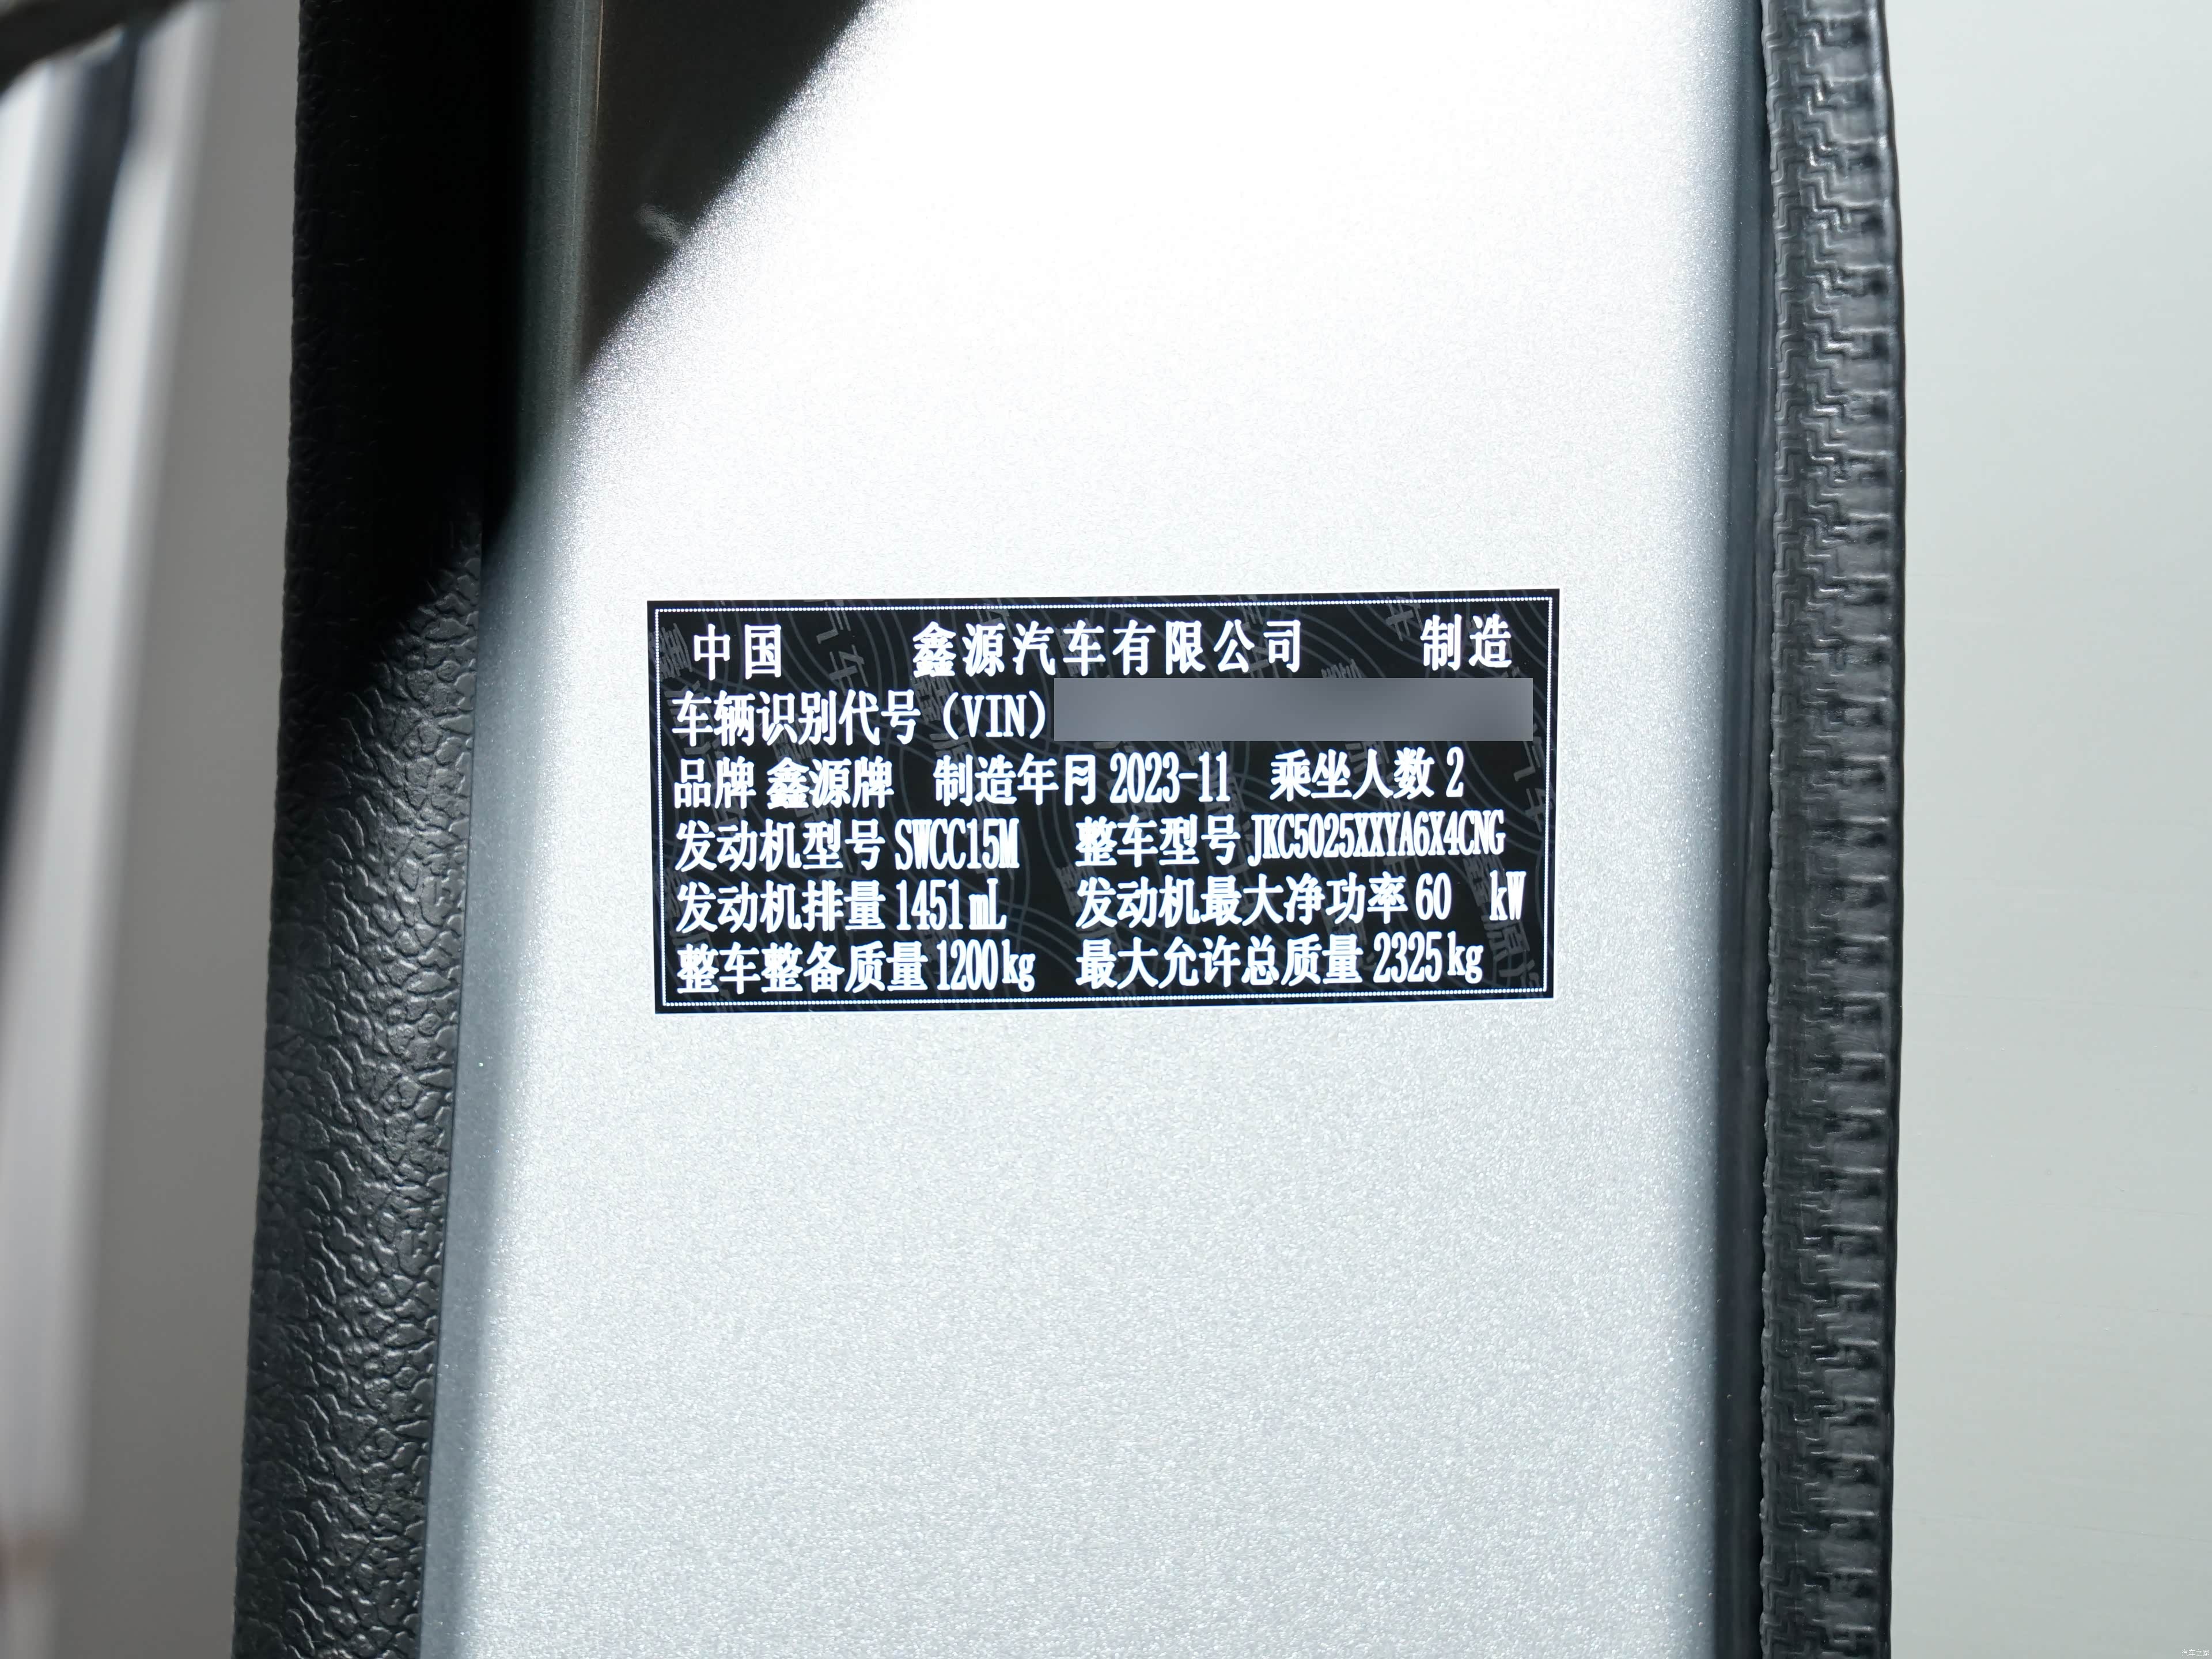 中国 鑫源汽车有限公司 制造
车辆识别代号（VIN）
品牌 鑫源牌 制造年月 2023-11 乘坐人数 2
发动机型号 SWCC15M 整车型号 JKC5025XXYA6X4CNG
发动机排量 1451mL 发动机最大净功率 60 kW
整车整备质量 1200kg 最大允许总质量 2325kg
汽车之家